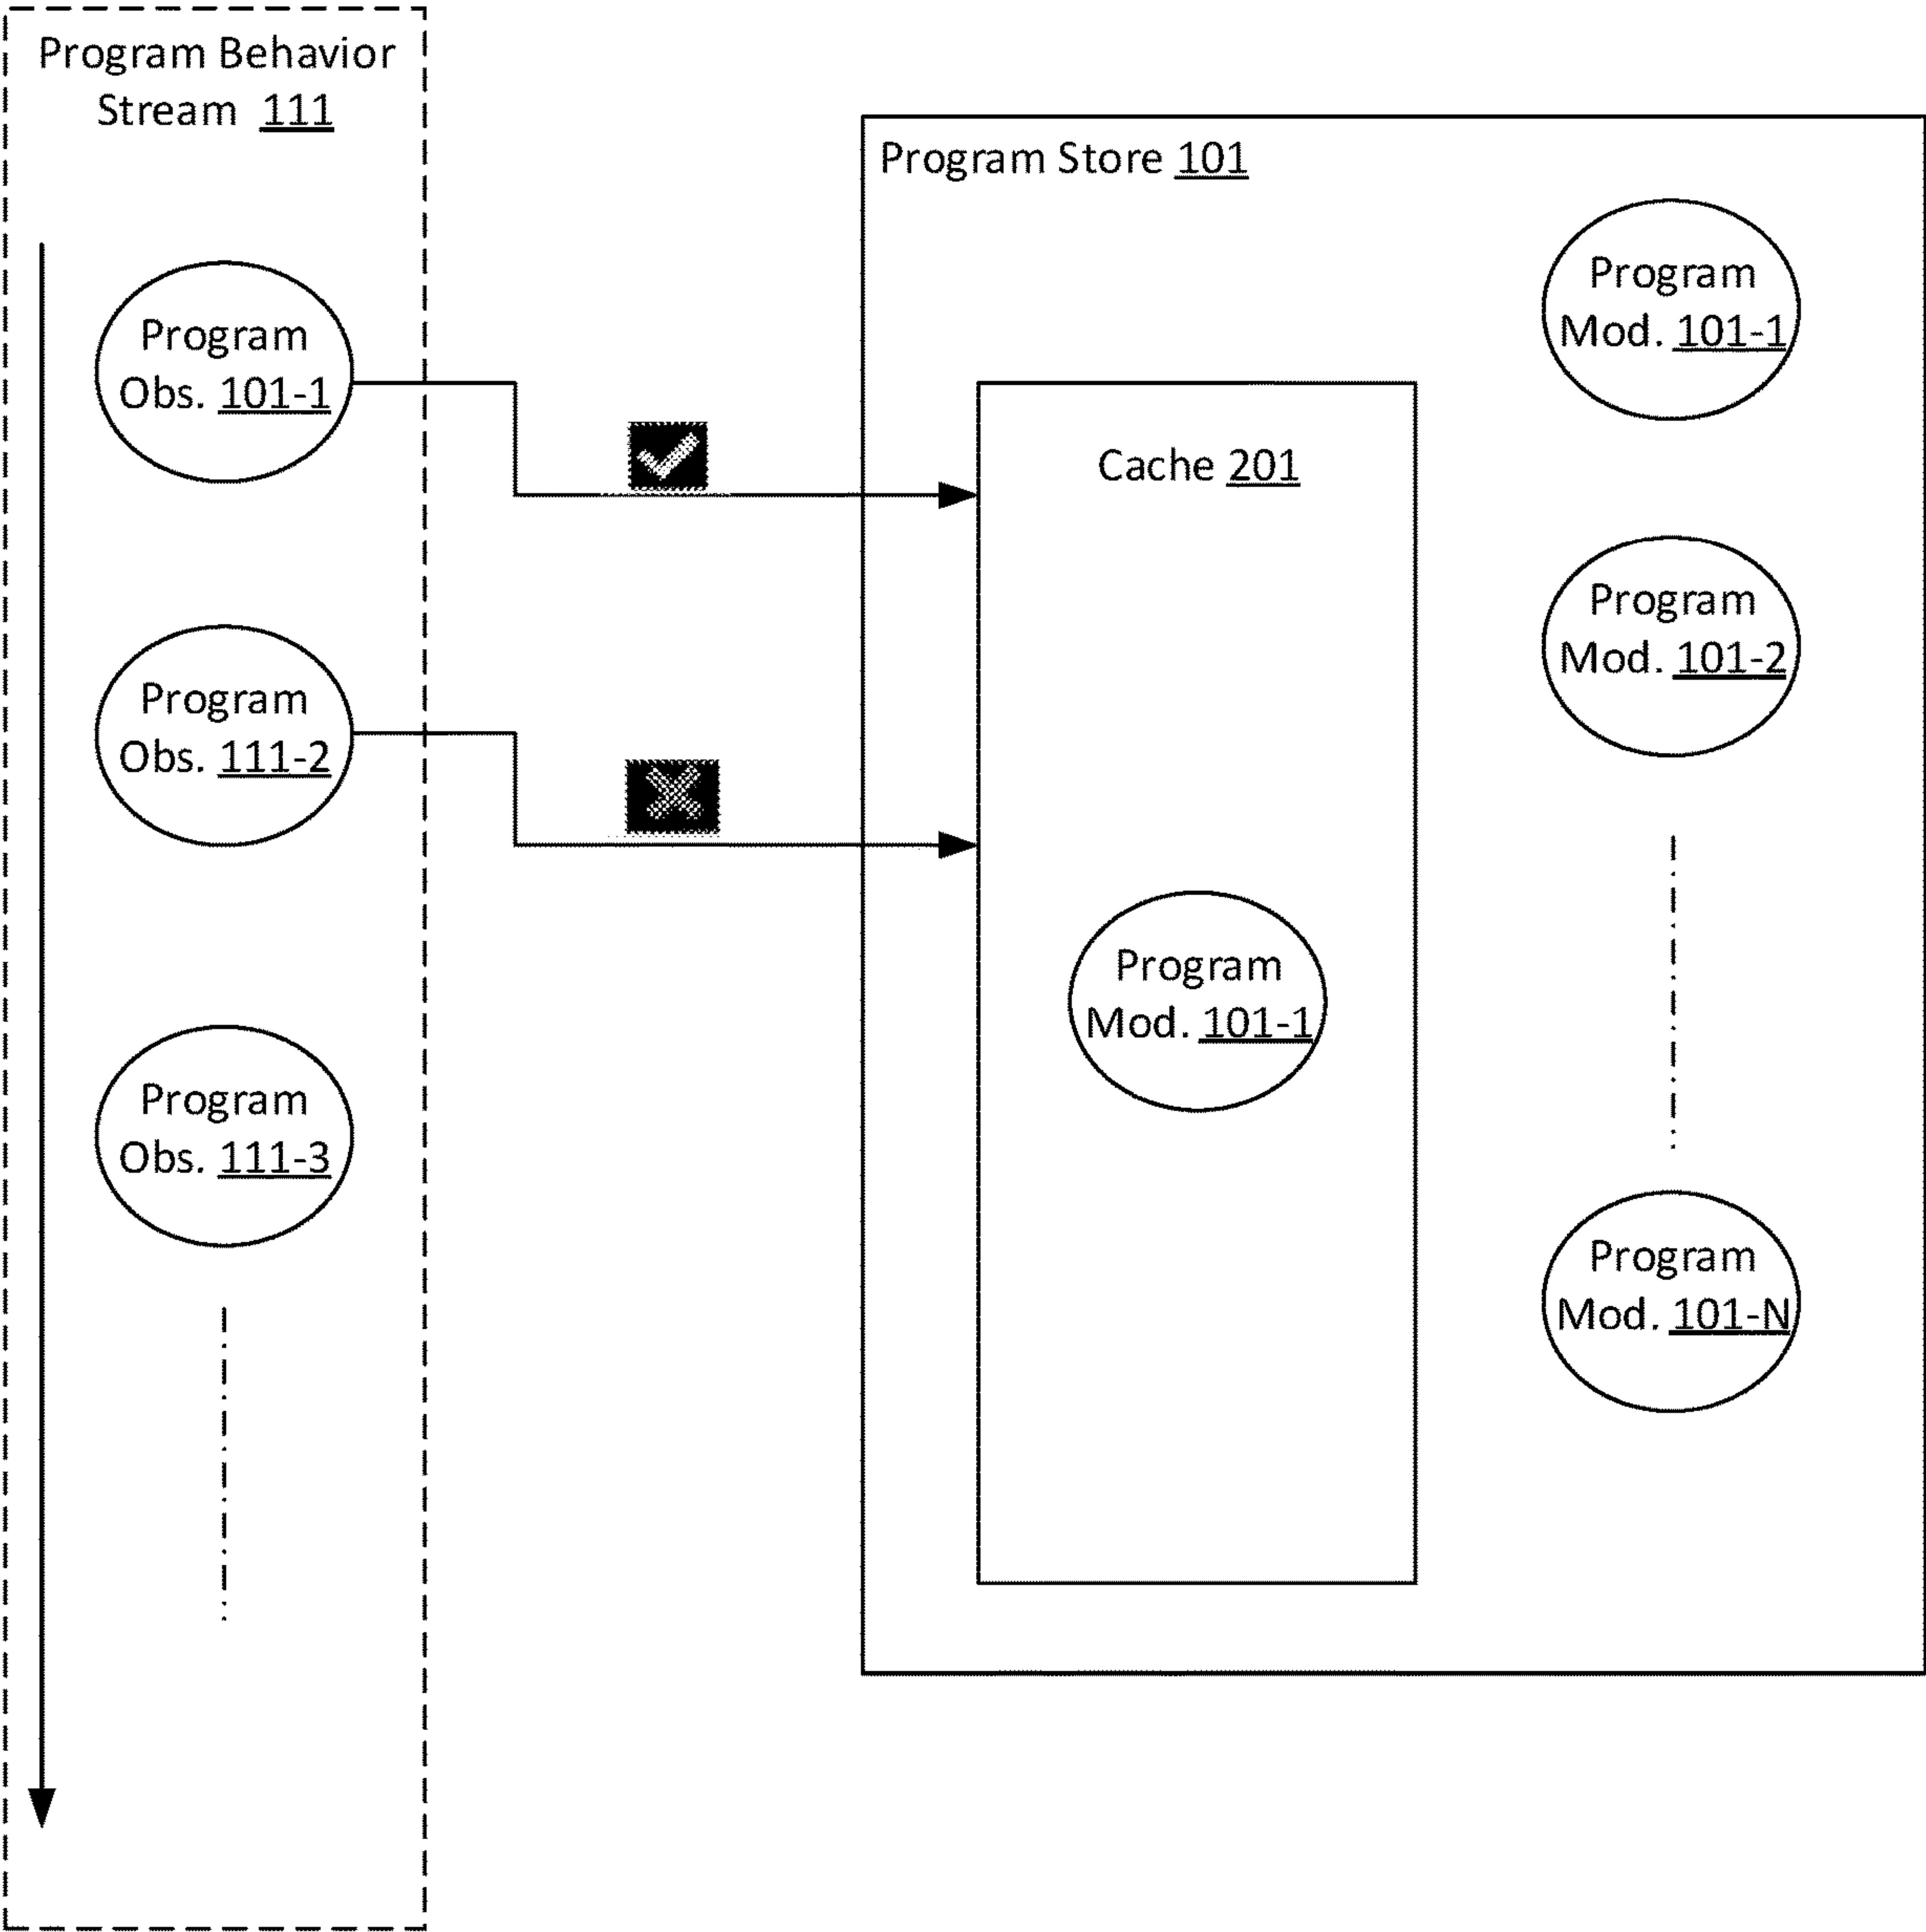 Program Behavior
Stream 111
Program
Obs. 101-1
Program
Obs. 111-2
Program
Obs. 111-3
Program Store 101
Cache 201
Program
Mod. 101-1
Program
Mod. 101-1
Program
Mod. 101-2
Program
Mod. 101-N